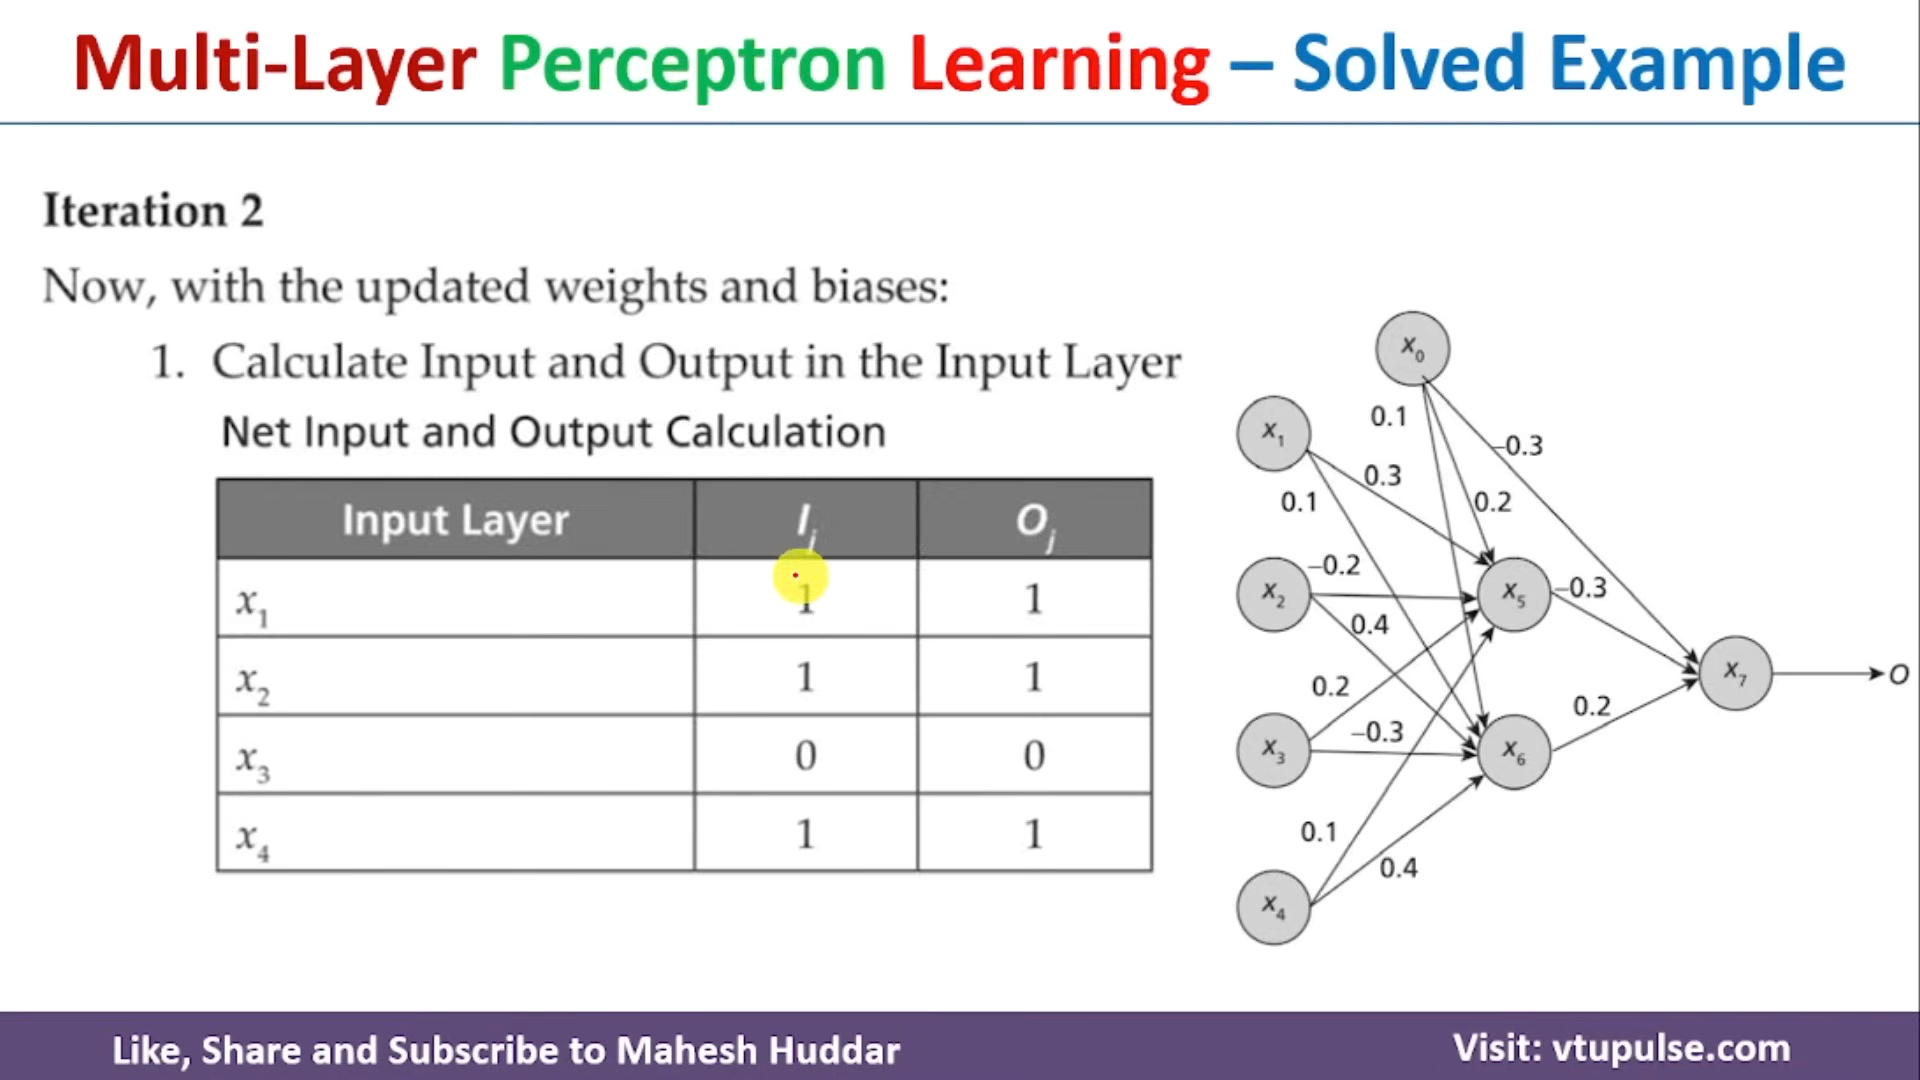 Multi-Layer Perceptron Learning – Solved Example
Iteration 2
Now, with the updated weights and biases:
1. Calculate Input and Output in the Input Layer
Net Input and Output Calculation
Input Layer I_j O_j
x_1 1 1
x_2 1 1
x_3 0 0
x_4 1 1
x_0
0.1
–0.3
x_1
0.3
0.1
0.2
–0.2
x_2
x_5
–0.3
0.4
0.2
x_7
O
0.2
–0.3
x_3
x_6
0.1
0.4
x_4
Like, Share and Subscribe to Mahesh Huddar
Visit: vtupulse.com